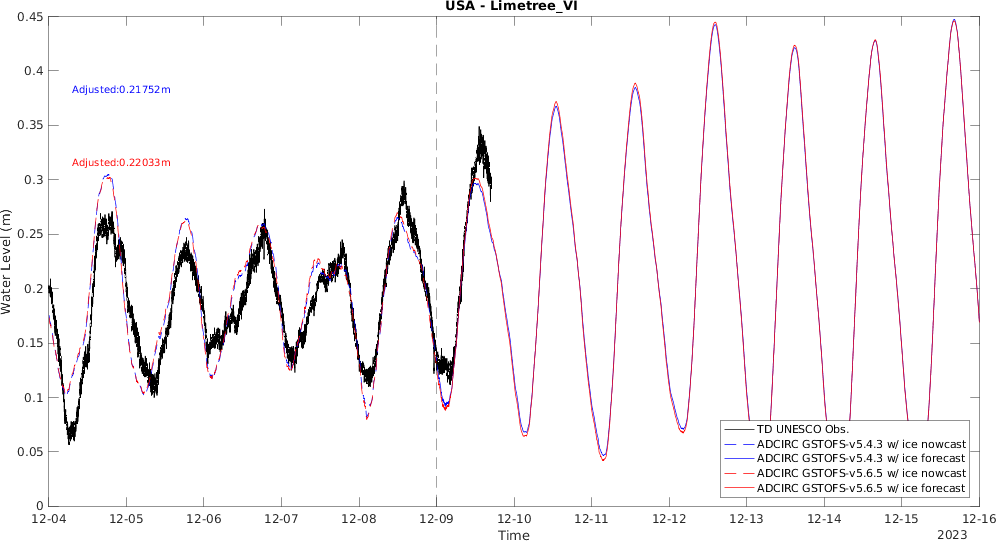 USA - Limetree_VI
0.45
0.4
0.35
0.3
0.25
0.2
0.15
0.1
0.05
0
Water Level (m)
Adjusted:0.21752m
Adjusted:0.22033m
TD UNESCO Obs.
ADCIRC GSTOFS-v5.4.3 w/ ice nowcast
ADCIRC GSTOFS-v5.4.3 w/ ice forecast
ADCIRC GSTOFS-v5.6.5 w/ ice nowcast
ADCIRC GSTOFS-v5.6.5 w/ ice forecast
12-04 12-05 12-06 12-07 12-08 12-09 12-10 12-11 12-12 12-13 12-14 12-15 12-16
Time
2023